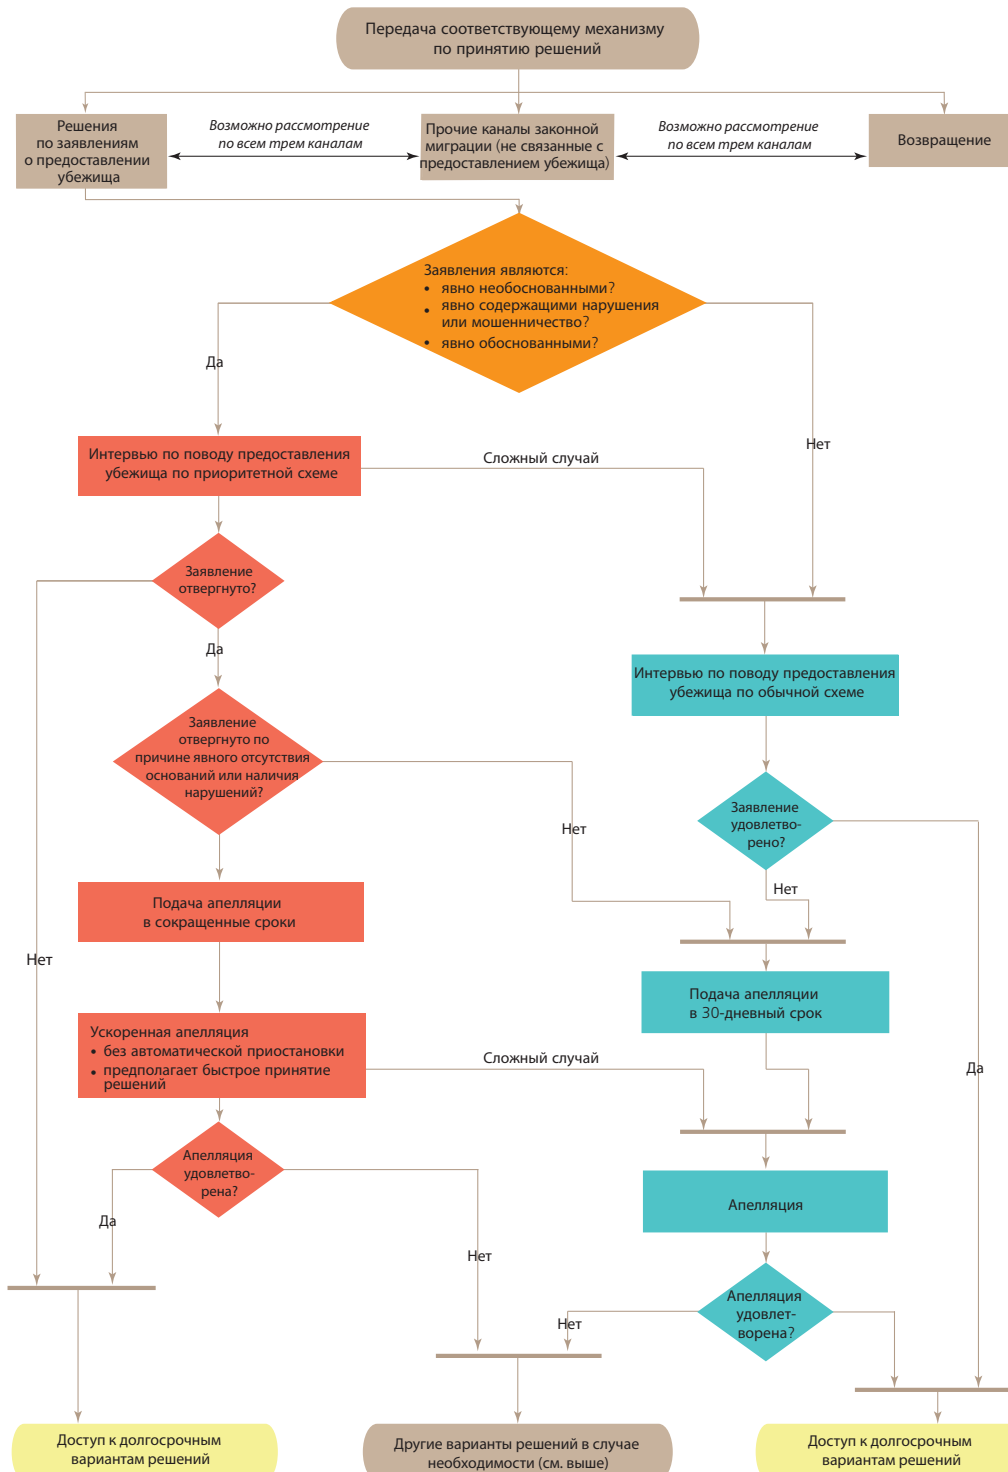 Передача соответствующему механизму
по принятию решений
Решения
по заявлениям
о предоставлении
убежища
Возможно рассмотрение
по всем трем каналам
Прочие каналы законной
миграции (не связанные с
предоставлением убежища)
Возможно рассмотрение
по всем трем каналам
Возвращение
Заявления являются:
• явно необоснованными?
• явно содержащими нарушения
или мошенничество?
• явно обоснованными?
Да
Нет
Интервью по поводу предоставления
убежища по приоритетной схеме
Сложный случай
Заявление
отвергнуто?
Да
Интервью по поводу предоставления
убежища по обычной схеме
Заявление
отвергнуто по
причине явного отсутствия
оснований или наличия
нарушений?
Нет
Заявление
удовлетво-
рено?
Нет
Подача апелляции
в сокращенные сроки
Нет
Подача апелляции
в 30-дневный срок
Ускоренная апелляция
• без автоматической приостановки
• предполагает быстрое принятие
решений
Сложный случай
Да
Апелляция
удовлетво-
рена?
Да
Нет
Апелляция
Апелляция
удовлет-
ворена?
Нет
Доступ к долгосрочным
вариантам решений
Другие варианты решений в случае
необходимости (см. выше)
Доступ к долгосрочным
вариантам решений